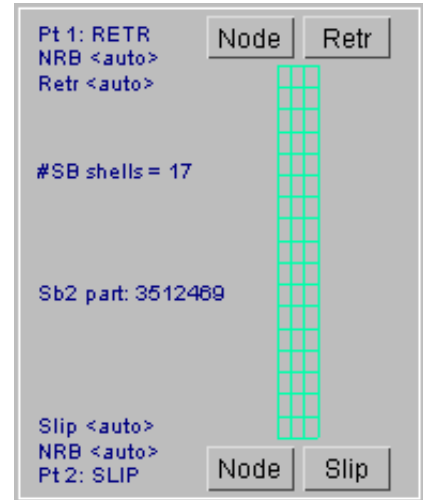 Pt 1: RETR
Node Retr
NRB <auto>
Retr <auto>
#SB shells = 17
Sb2 part: 3512469
Slip <auto>
NRB <auto>
Pt 2: SLIP
Node Slip